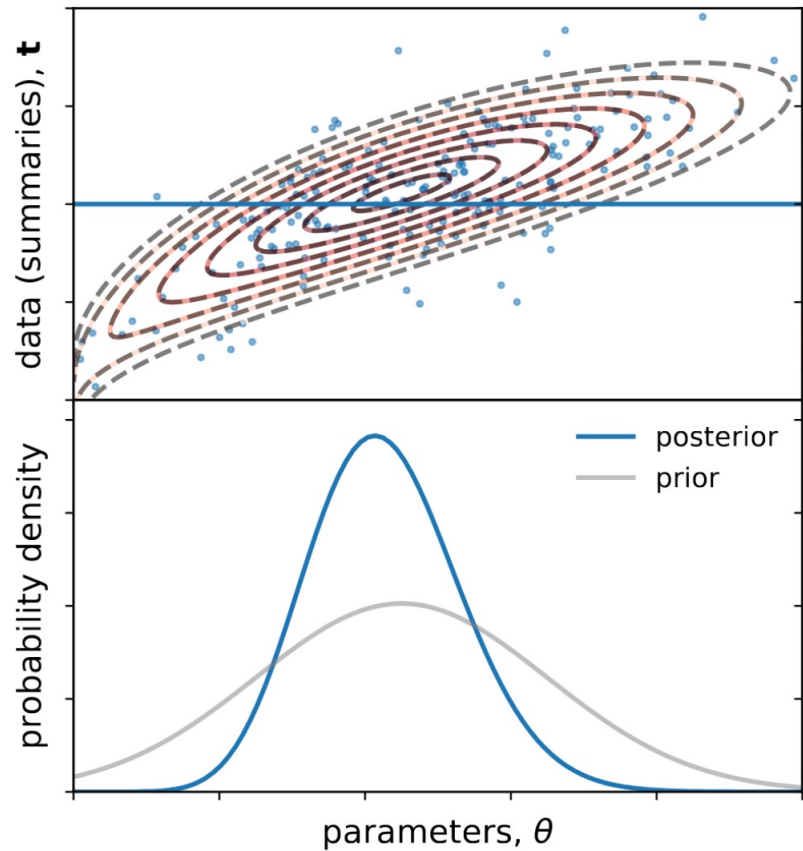 data (summaries), t
probability density
posterior
prior
parameters, θ